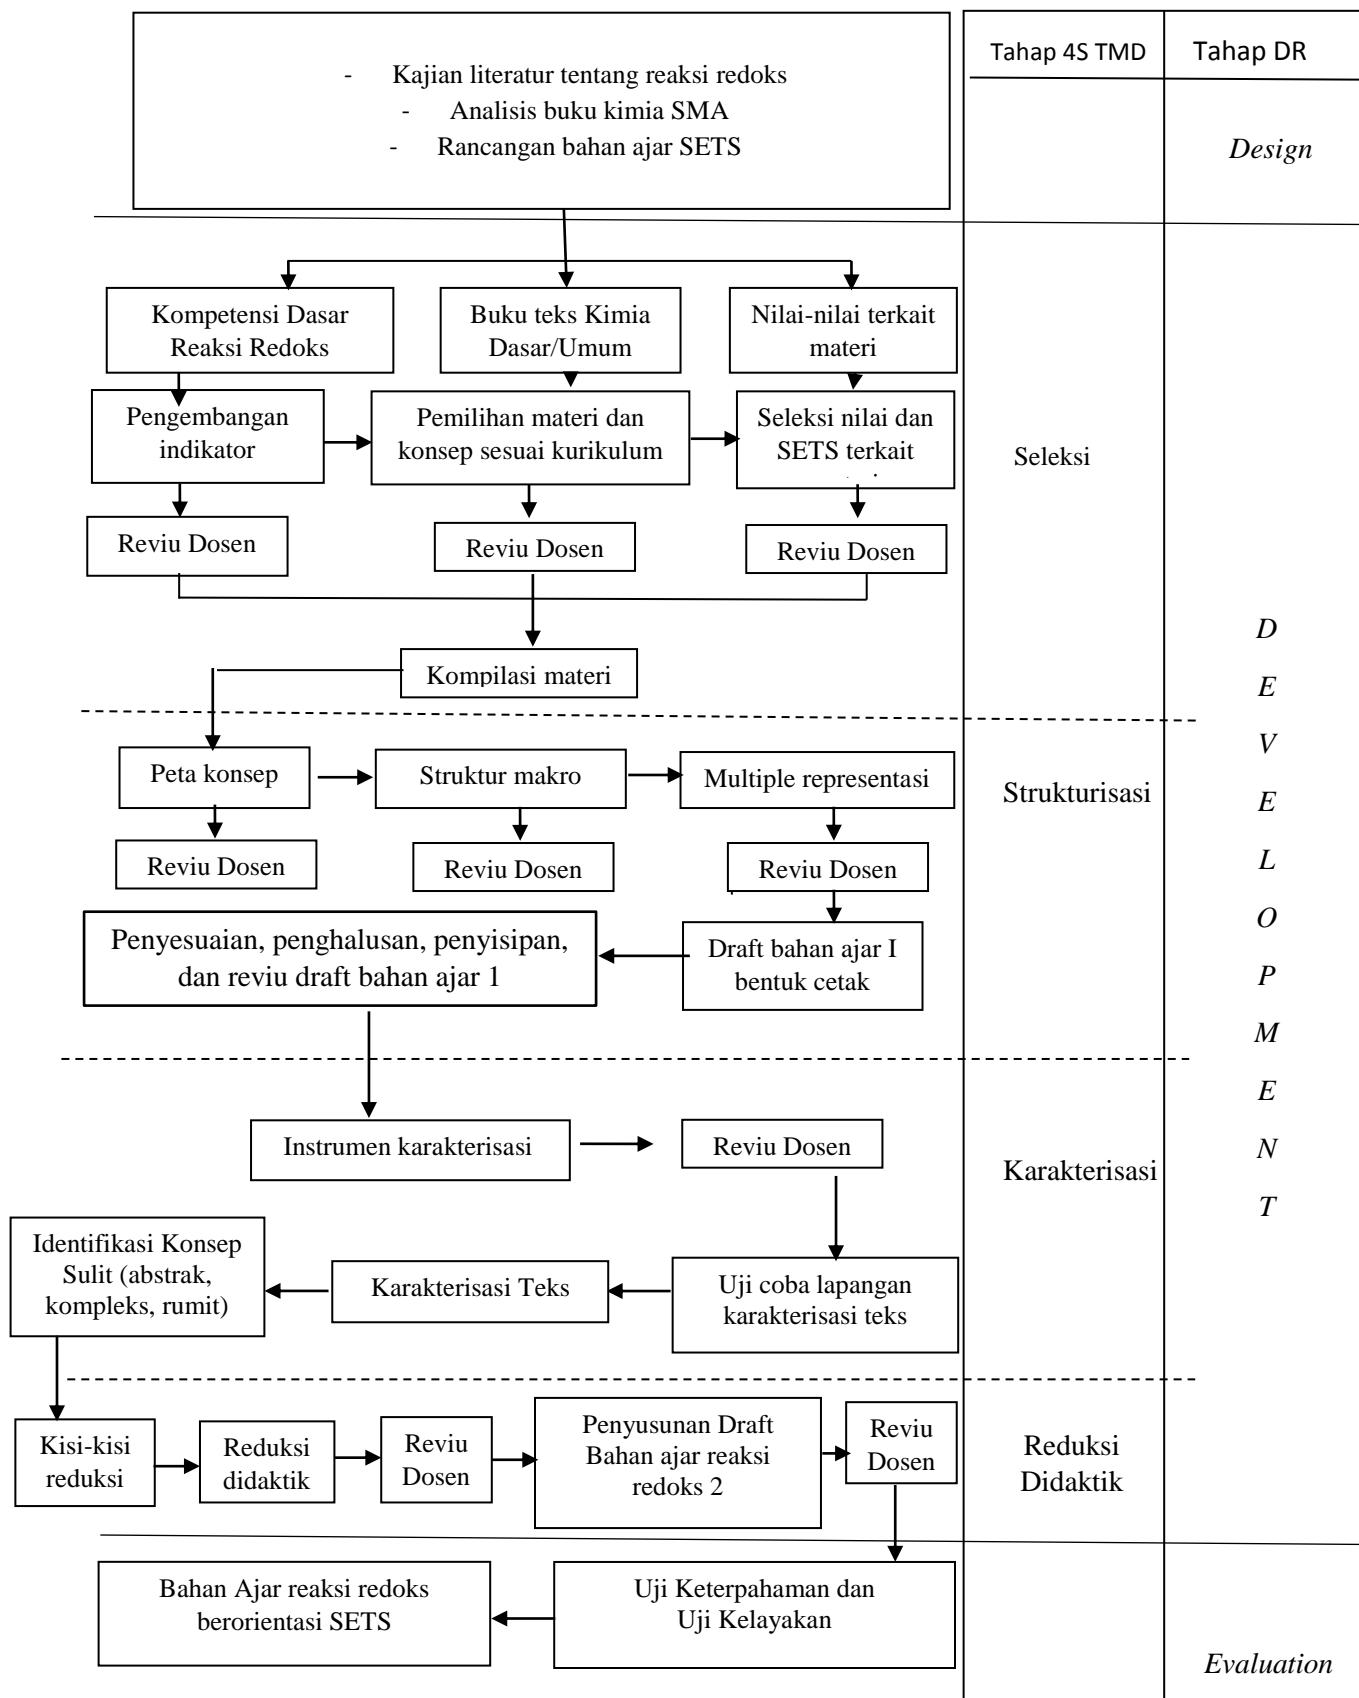 Tahap 4S TMD
Tahap DR
- Kajian literatur tentang reaksi redoks
- Analisis buku kimia SMA
- Rancangan bahan ajar SETS
Design
Kompetensi Dasar
Reaksi Redoks
Buku teks Kimia
Dasar/Umum
Nilai-nilai terkait
materi
Pengembangan
indikator
Pemilihan materi dan
konsep sesuai kurikulum
Seleksi nilai dan
SETS terkait
Seleksi
Reviu Dosen
Reviu Dosen
Reviu Dosen
Kompilasi materi
D
E
V
E
L
O
P
M
E
N
T
Peta konsep
Struktur makro
Multiple representasi
Strukturisasi
Reviu Dosen
Reviu Dosen
Reviu Dosen
Penyesuaian, penghalusan, penyisipan,
dan reviu draft bahan ajar 1
Draft bahan ajar I
bentuk cetak
Instrumen karakterisasi
Reviu Dosen
Karakterisasi
Identifikasi Konsep
Sulit (abstrak,
kompleks, rumit)
Karakterisasi Teks
Uji coba lapangan
karakterisasi teks
Kisi-kisi
reduksi
Reduksi
didaktik
Reviu
Dosen
Penyusunan Draft
Bahan ajar reaksi
redoks 2
Reviu
Dosen
Reduksi
Didaktik
Bahan Ajar reaksi redoks
berorientasi SETS
Uji Keterpahaman dan
Uji Kelayakan
Evaluation